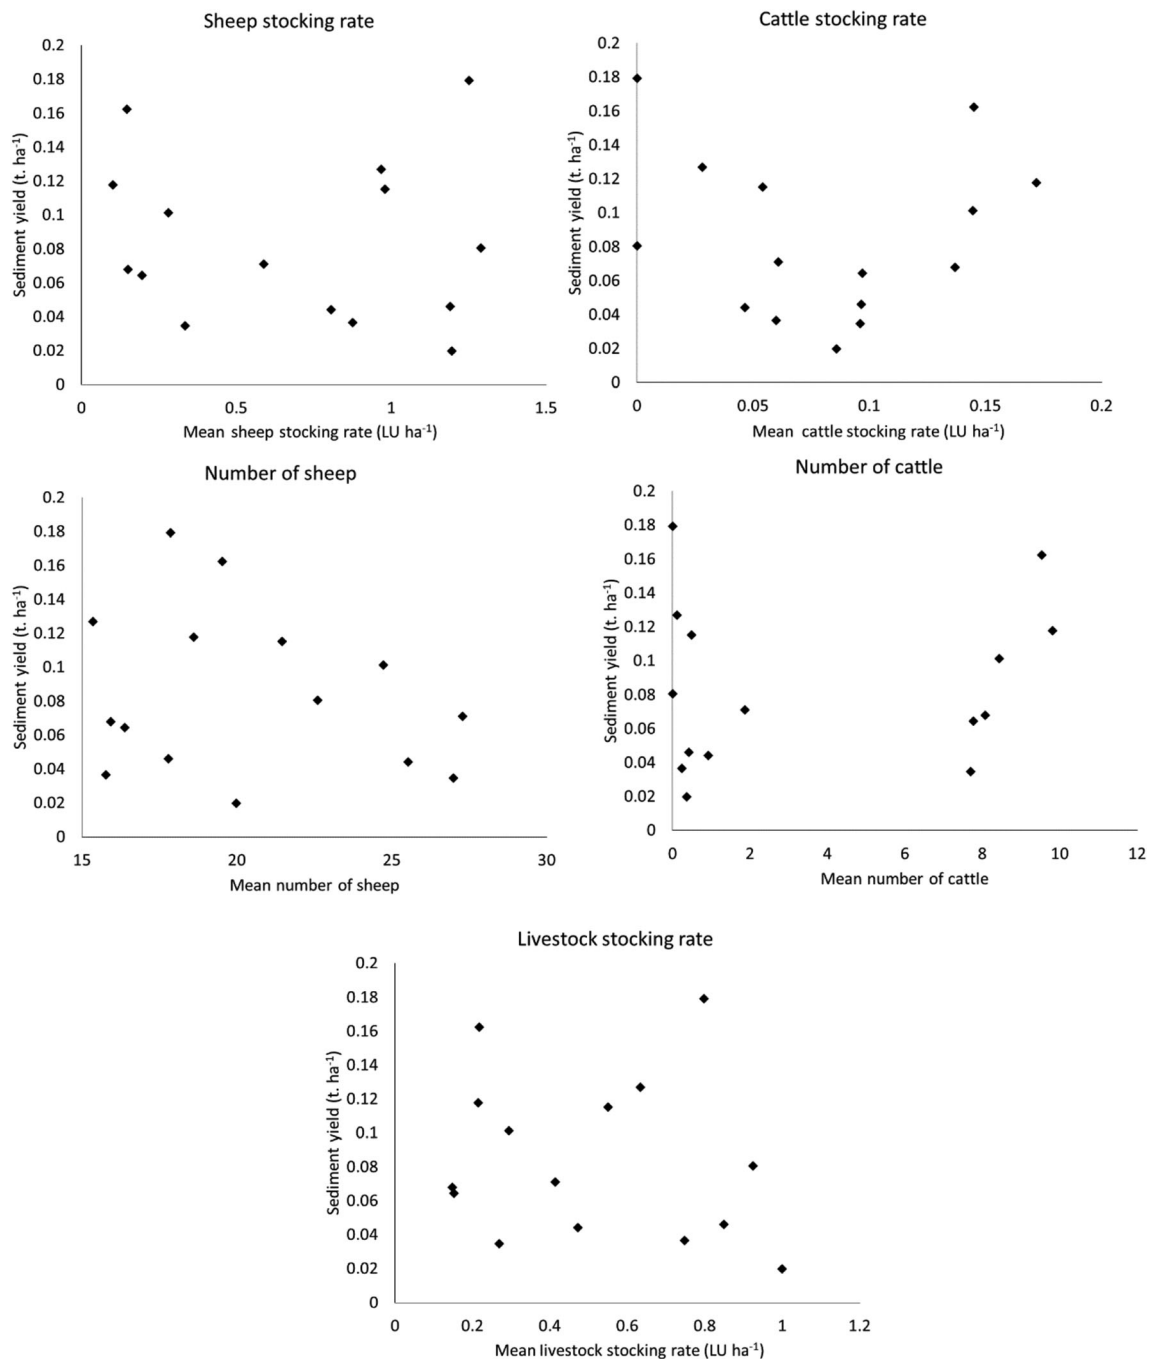 Sheep stocking rate
0.2
0.18
0.16
0.14
0.12
0.1
0.08
0.06
0.04
0.02
0
Sediment yield (t. ha⁻¹)
0 0.5 1 1.5
Mean sheep stocking rate (LU ha⁻¹)
Cattle stocking rate
0.2
0.18
0.16
0.14
0.12
0.1
0.08
0.06
0.04
0.02
0
Sediment yield (t. ha⁻¹)
0 0.05 0.1 0.15 0.2
Mean cattle stocking rate (LU ha⁻¹)
Number of sheep
0.2
0.18
0.16
0.14
0.12
0.1
0.08
0.06
0.04
0.02
0
Sediment yield (t. ha⁻¹)
15 20 25 30
Mean number of sheep
Number of cattle
0.2
0.18
0.16
0.14
0.12
0.1
0.08
0.06
0.04
0.02
0
Sediment yield (t. ha⁻¹)
0 2 4 6 8 10 12
Mean number of cattle
Livestock stocking rate
0.2
0.18
0.16
0.14
0.12
0.1
0.08
0.06
0.04
0.02
0
Sediment yield (t. ha⁻¹)
0 0.2 0.4 0.6 0.8 1 1.2
Mean livestock stocking rate (LU ha⁻¹)